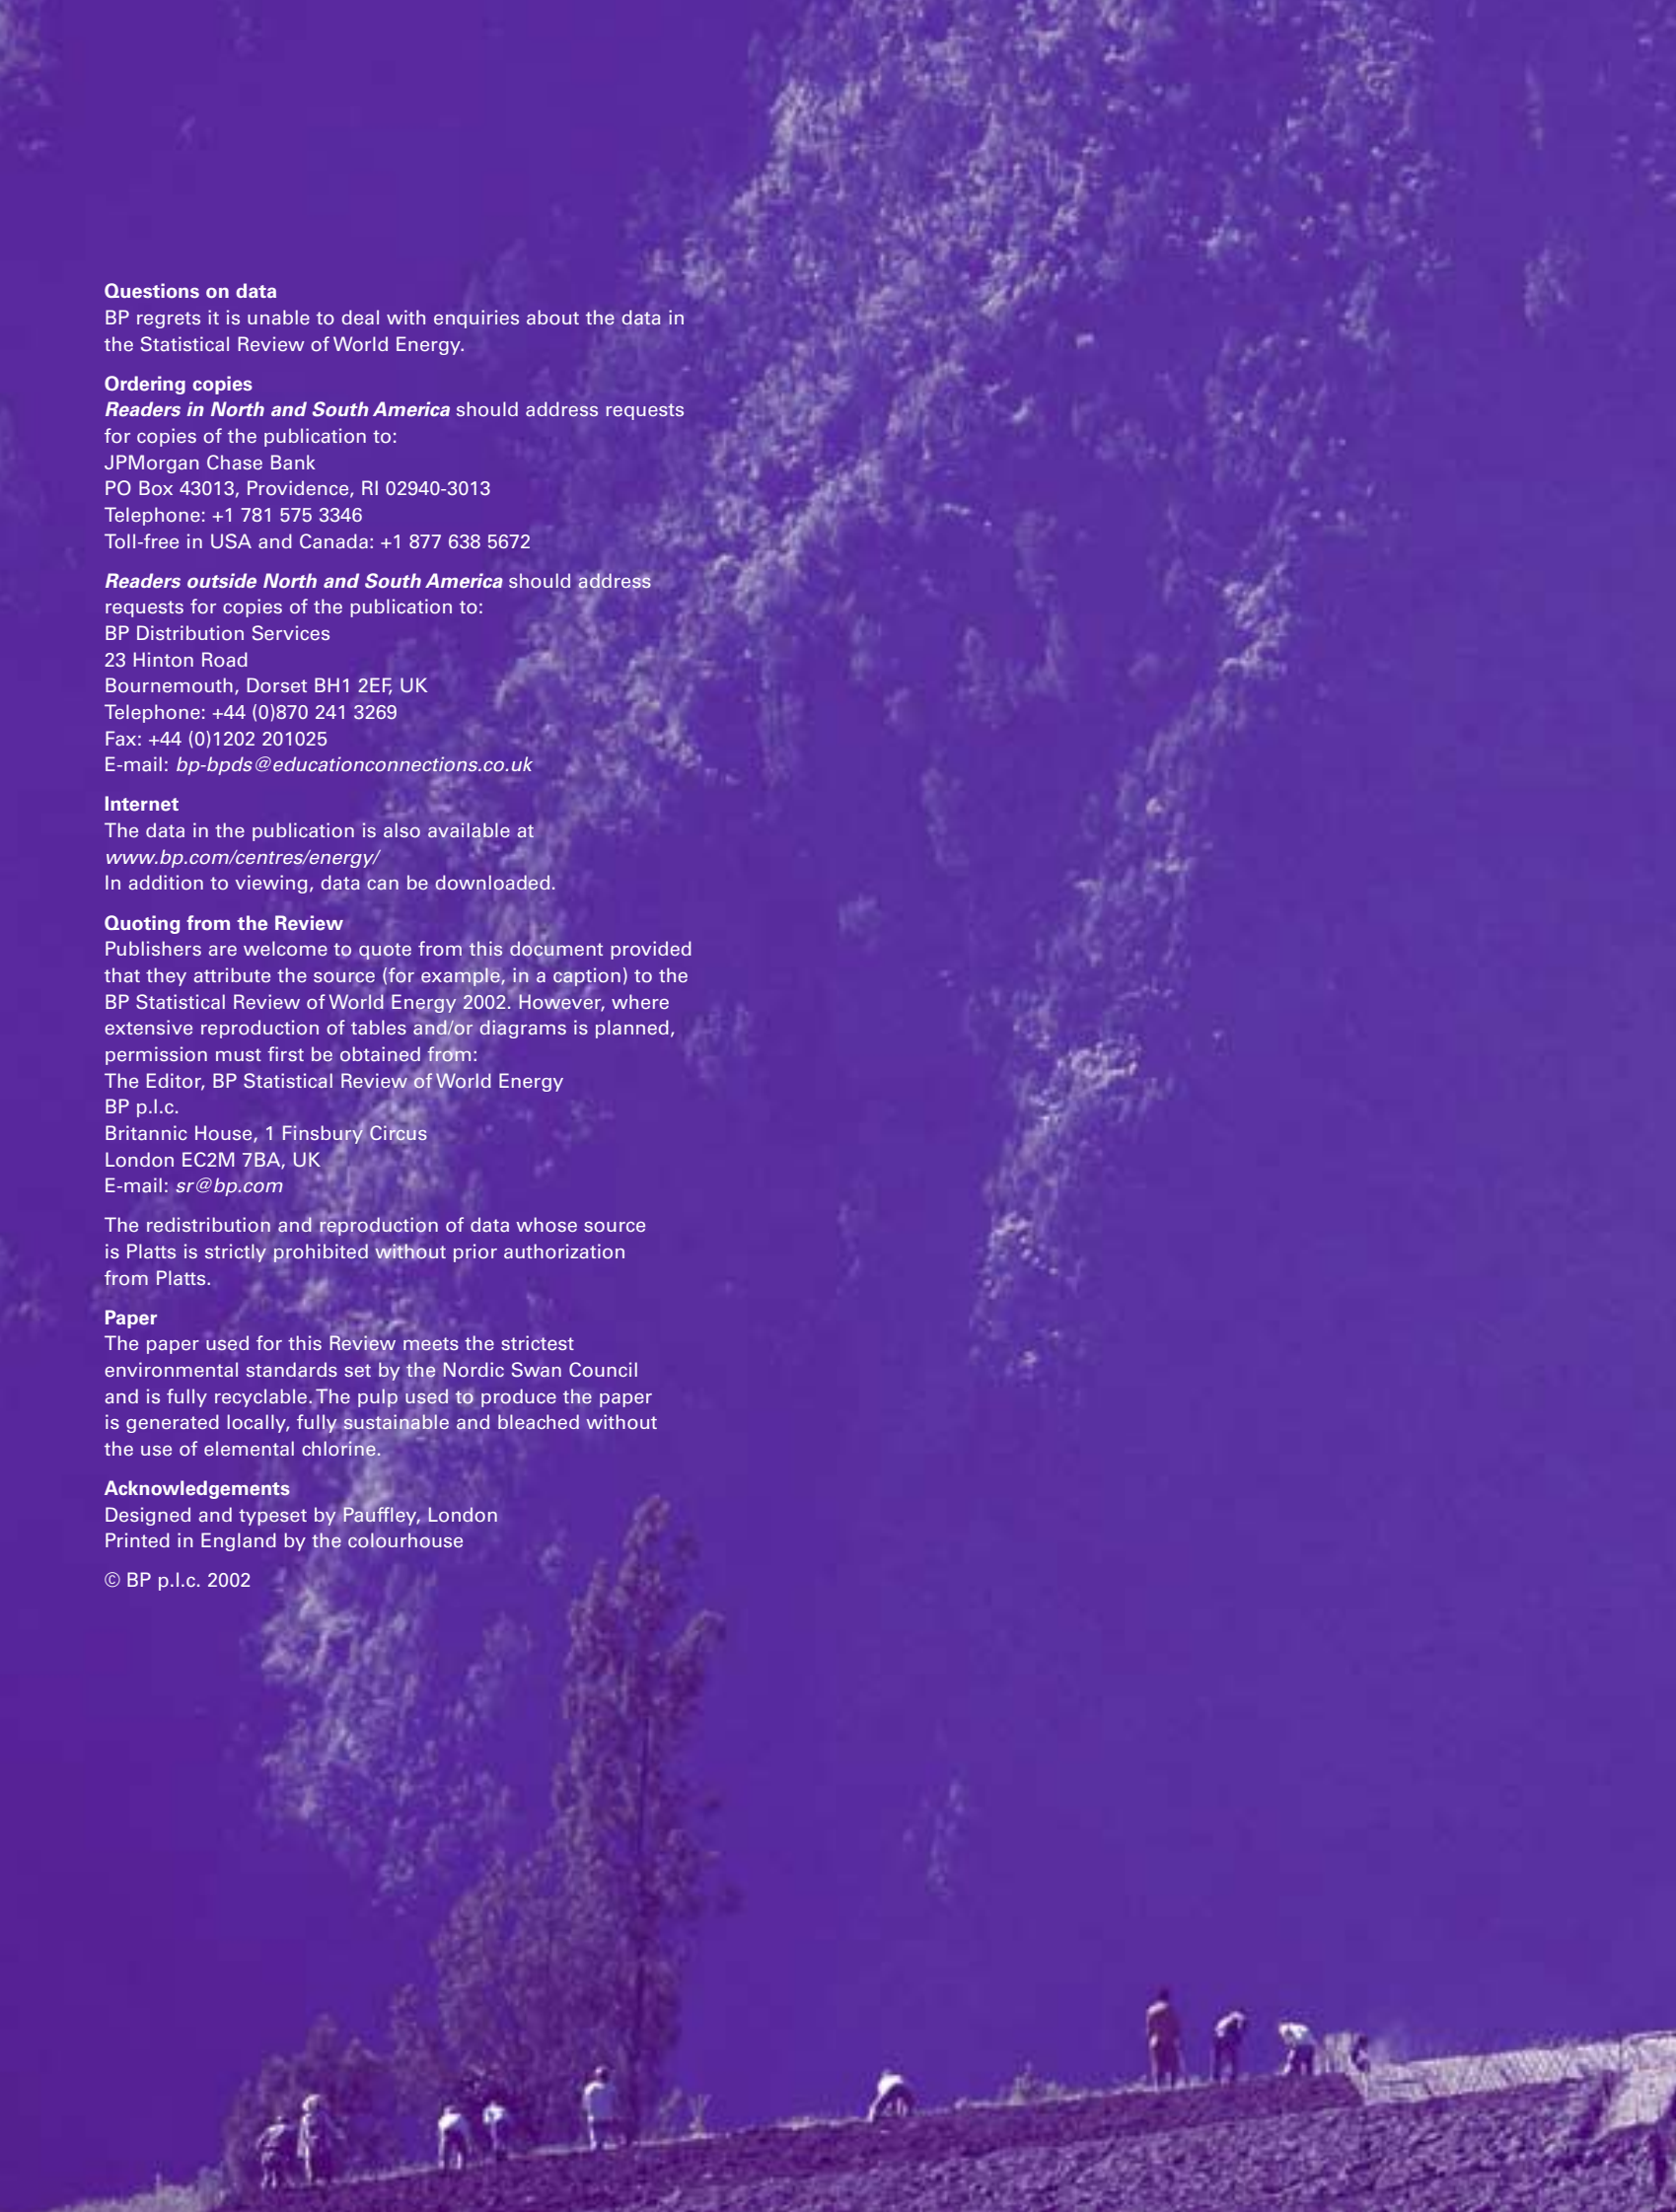 Questions on data
BP regrets it is unable to deal with enquiries about the data in
the Statistical Review of World Energy.
Ordering copies
Readers in North and South America should address requests
for copies of the publication to:
JPMorgan Chase Bank
PO Box 43013, Providence, RI 02940-3013
Telephone: +1 781 575 3346
Toll-free in USA and Canada: +1 877 638 5672
Readers outside North and South America should address
requests for copies of the publication to:
BP Distribution Services
23 Hinton Road
Bournemouth, Dorset BH1 2EF, UK
Telephone: +44 (0)870 241 3269
Fax: +44 (0)1202 201025
E-mail: bp-bpds@educationconnections.co.uk
Internet
The data in the publication is also available at
www.bp.com/centres/energy/
In addition to viewing, data can be downloaded.
Quoting from the Review
Publishers are welcome to quote from this document provided
that they attribute the source (for example, in a caption) to the
BP Statistical Review of World Energy 2002. However, where
extensive reproduction of tables and/or diagrams is planned,
permission must first be obtained from:
The Editor, BP Statistical Review of World Energy
BP p.l.c.
Britannic House, 1 Finsbury Circus
London EC2M 7BA, UK
E-mail: sr@bp.com
The redistribution and reproduction of data whose source
is Platts is strictly prohibited without prior authorization
from Platts.
Paper
The paper used for this Review meets the strictest
environmental standards set by the Nordic Swan Council
and is fully recyclable. The pulp used to produce the paper
is generated locally, fully sustainable and bleached without
the use of elemental chlorine.
Acknowledgements
Designed and typeset by Pauffley, London
Printed in England by the colourhouse
© BP p.l.c. 2002